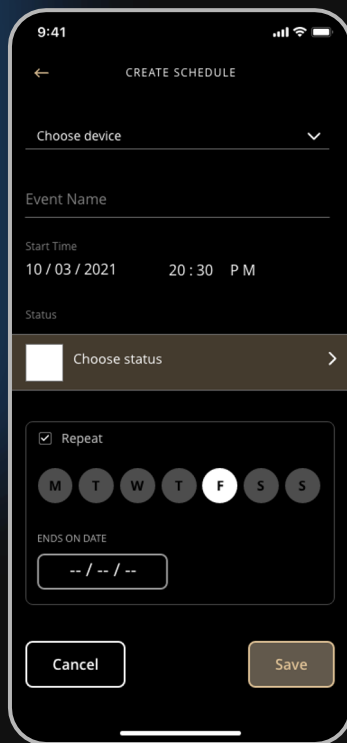 9:41
CREATE SCHEDULE
Choose device
Event Name
Start Time
10 / 03 / 2021 20 : 30 P M
Status
Choose status
Repeat
M T W T F S S
ENDS ON DATE
-- / -- / --
Cancel Save